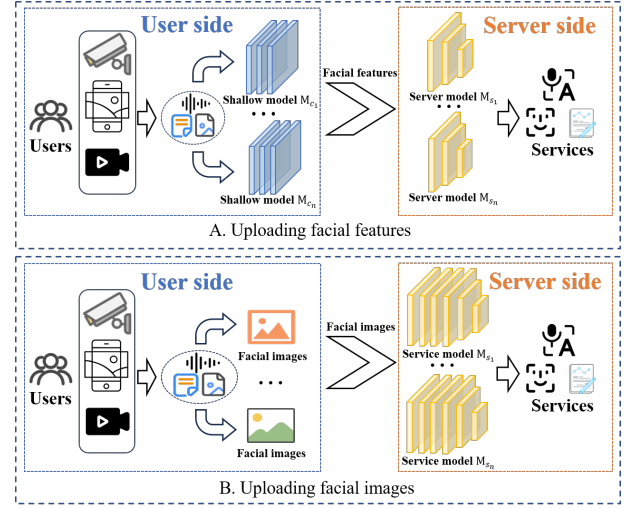 User side
Server side
Users
Shallow model M_{c_1}
...
Shallow model M_{c_n}
Facial features
Server model M_{s_1}
...
Server model M_{s_n}
A
Services
A. Uploading facial features
User side
Server side
Users
Facial images
...
Facial images
Facial images
Service model M_{s_1}
...
Service model M_{s_n}
A
Services
B. Uploading facial images